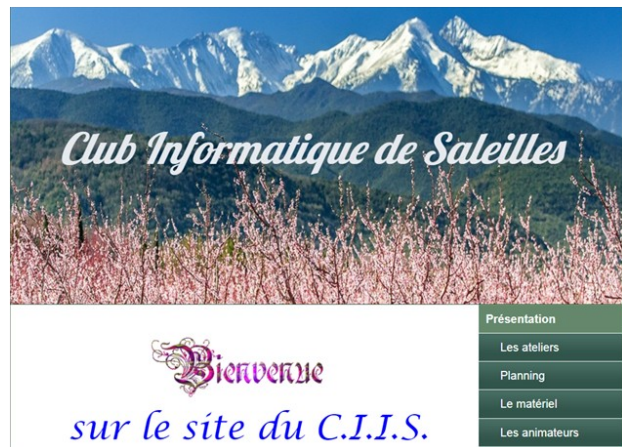 Club Informatique de Saleilles
Bienvenue
sur le site du C.I.I.S.
Présentation
Les ateliers
Planning
Le matériel
Les animateurs